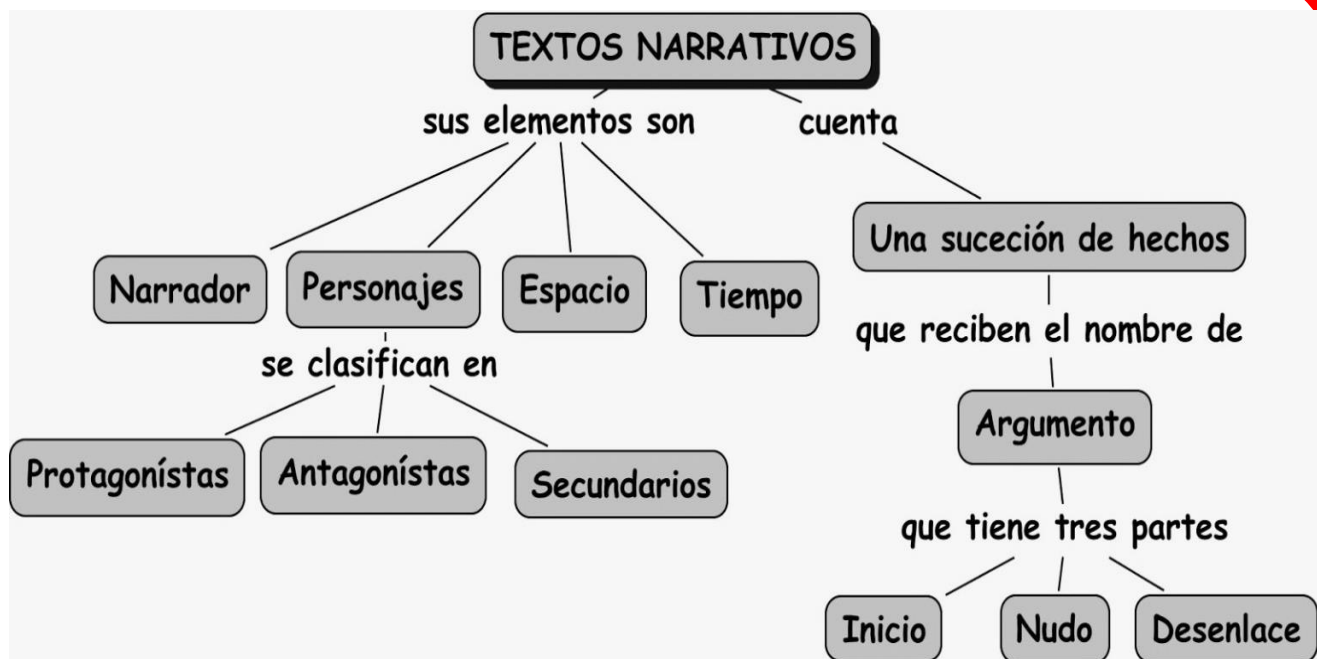 TEXTOS NARRATIVOS
sus elementos son
cuenta
Narrador
Personajes
Espacio
Tiempo
Una suceción de hechos
se clasifican en
que reciben el nombre de
Protagonístas
Antagonístas
Secundarios
Argumento
que tiene tres partes
Inicio
Nudo
Desenlace